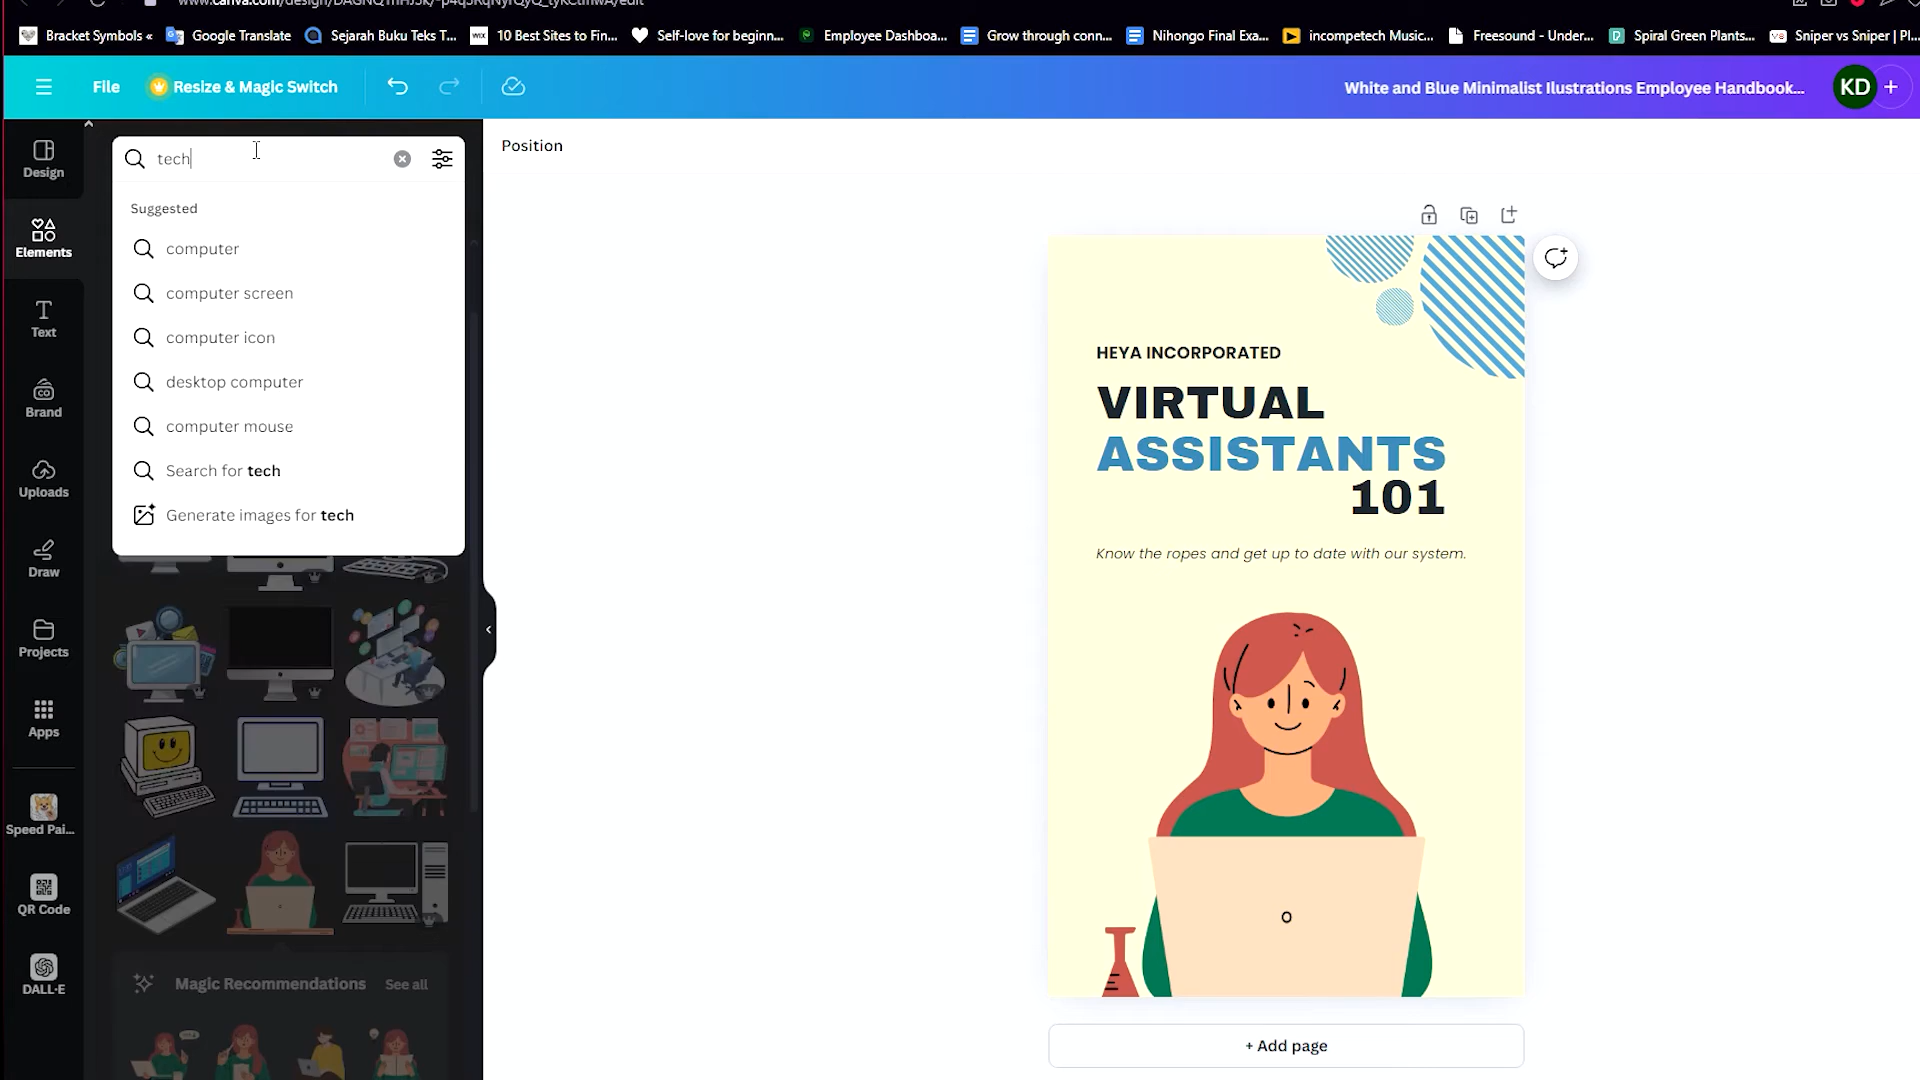 Bracket Symbols «
Google Translate
Sejarah Buku Teks T...
WIX
10 Best Sites to Fin...
Self-love for beginn...
Employee Dashboa...
Grow through conn...
Nihongo Final Exa...
incompetech Music...
Freesound - Under...
Spiral Green Plants...
Sniper vs Sniper | Pl...
File
Resize & Magic Switch
White and Blue Minimalist Ilustrations Employee Handbook...
KD
Design
Elements
Text
Brand
Uploads
Draw
Projects
Apps
Speed Pai...
QR Code
DALL-E
tech
Suggested
computer
computer screen
computer icon
desktop computer
computer mouse
Search for tech
Generate images for tech
Magic Recommendations
See all
Position
HEYA INCORPORATED
VIRTUAL
ASSISTANTS
101
Know the ropes and get up to date with our system.
+ Add page